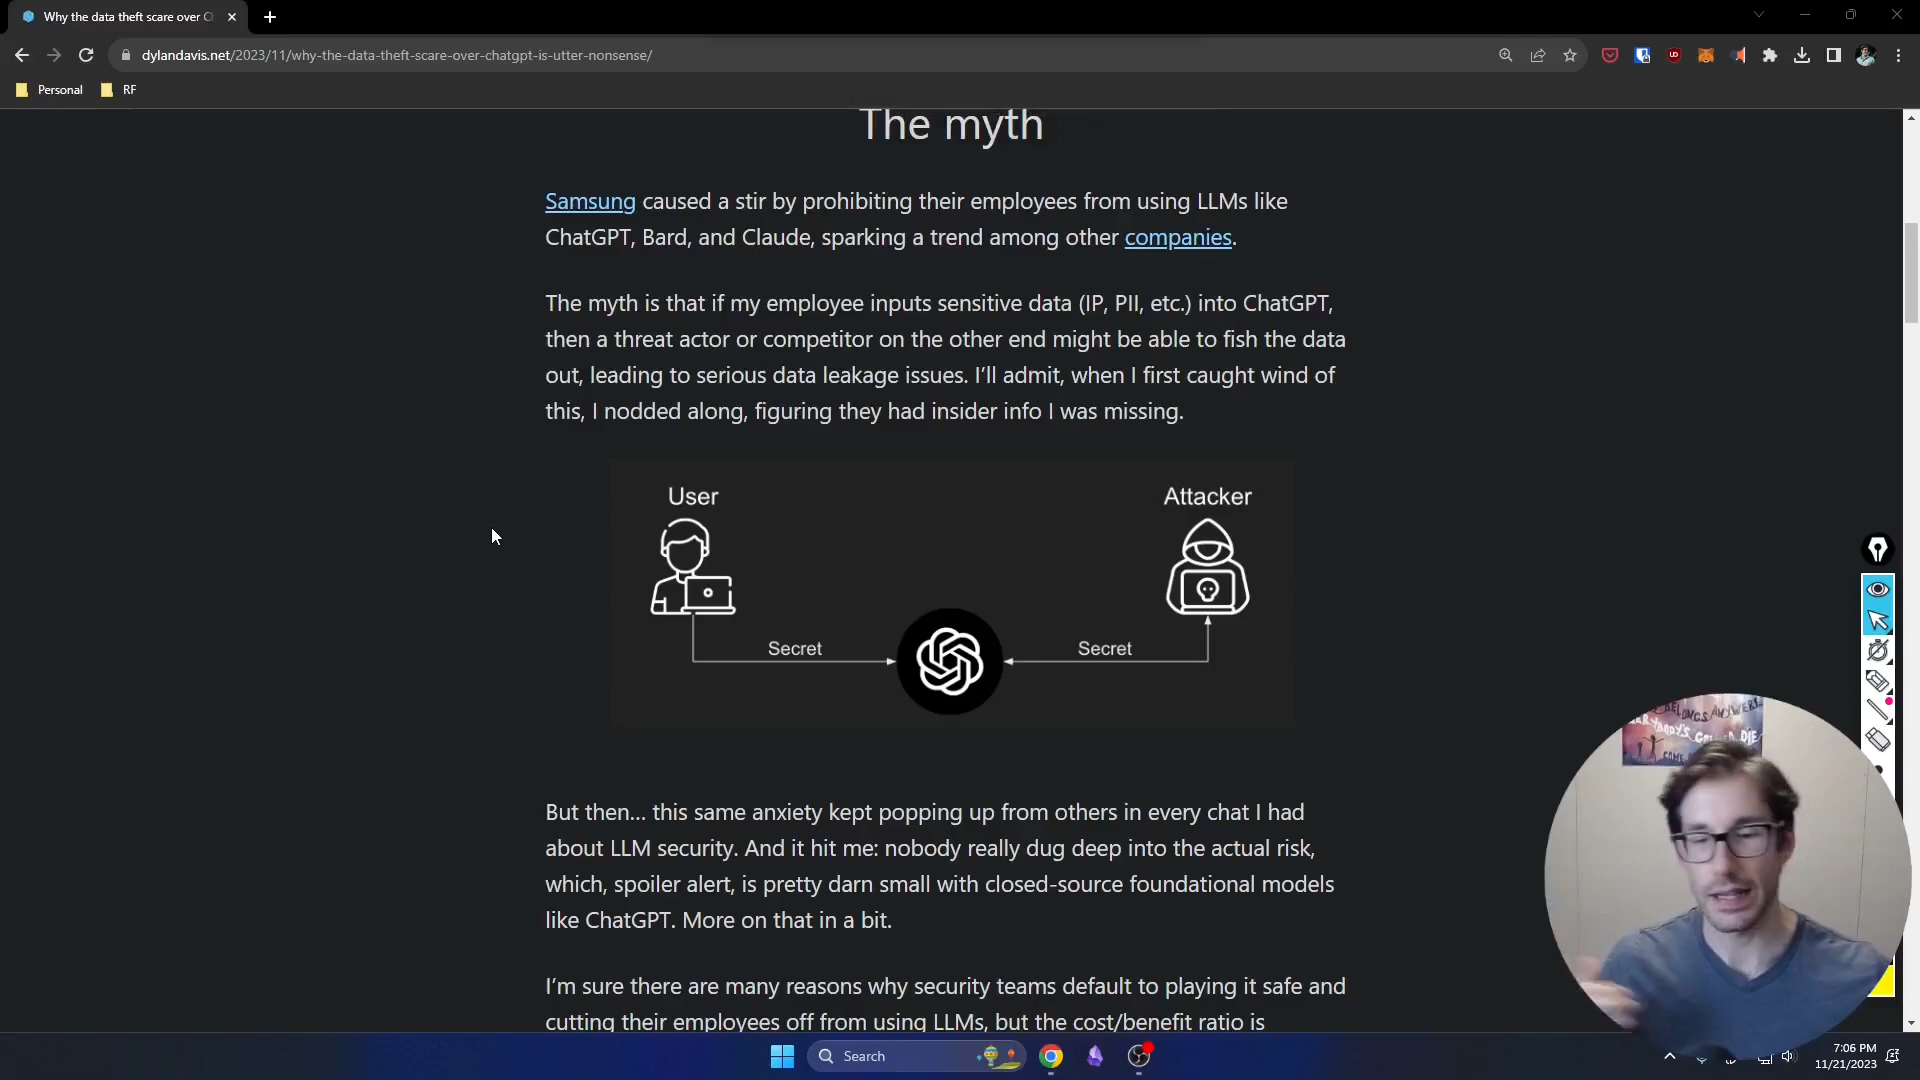 Why the data theft scare over C
dylandavis.net/2023/11/why-the-data-theft-scare-over-chatgpt-is-utter-nonsense/
Personal
RF
The myth
Samsung caused a stir by prohibiting their employees from using LLMs like
ChatGPT, Bard, and Claude, sparking a trend among other companies.
The myth is that if my employee inputs sensitive data (IP, PII, etc.) into ChatGPT,
then a threat actor or competitor on the other end might be able to fish the data
out, leading to serious data leakage issues. I’ll admit, when I first caught wind of
this, I nodded along, figuring they had insider info I was missing.
User
Attacker
Secret
Secret
But then... this same anxiety kept popping up from others in every chat I had
about LLM security. And it hit me: nobody really dug deep into the actual risk,
which, spoiler alert, is pretty darn small with closed-source foundational models
like ChatGPT. More on that in a bit.
I’m sure there are many reasons why security teams default to playing it safe and
cutting their employees off from using LLMs, but the cost/benefit ratio is
BELONGS ANYWHERE
DIE
COME
Search
7:06 PM
11/21/2023